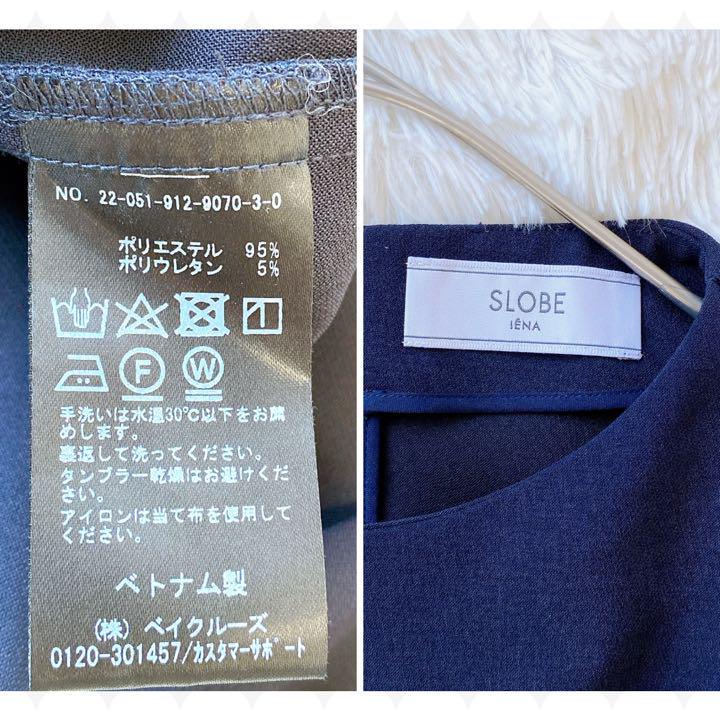 NO. 22-051-912-9070-3-0
ポリエステル 95%
ポリウレタン 5%
F W
手洗いは水温30℃以下をお薦
めします。
裏返して洗ってください。
タンブラー乾燥はお避けくだ
さい。
アイロンは当て布を使用して
ください。
ベトナム製
(株) ベイクルーズ
0120-301457/カスタマーサポート
SLOBE
IÉNA